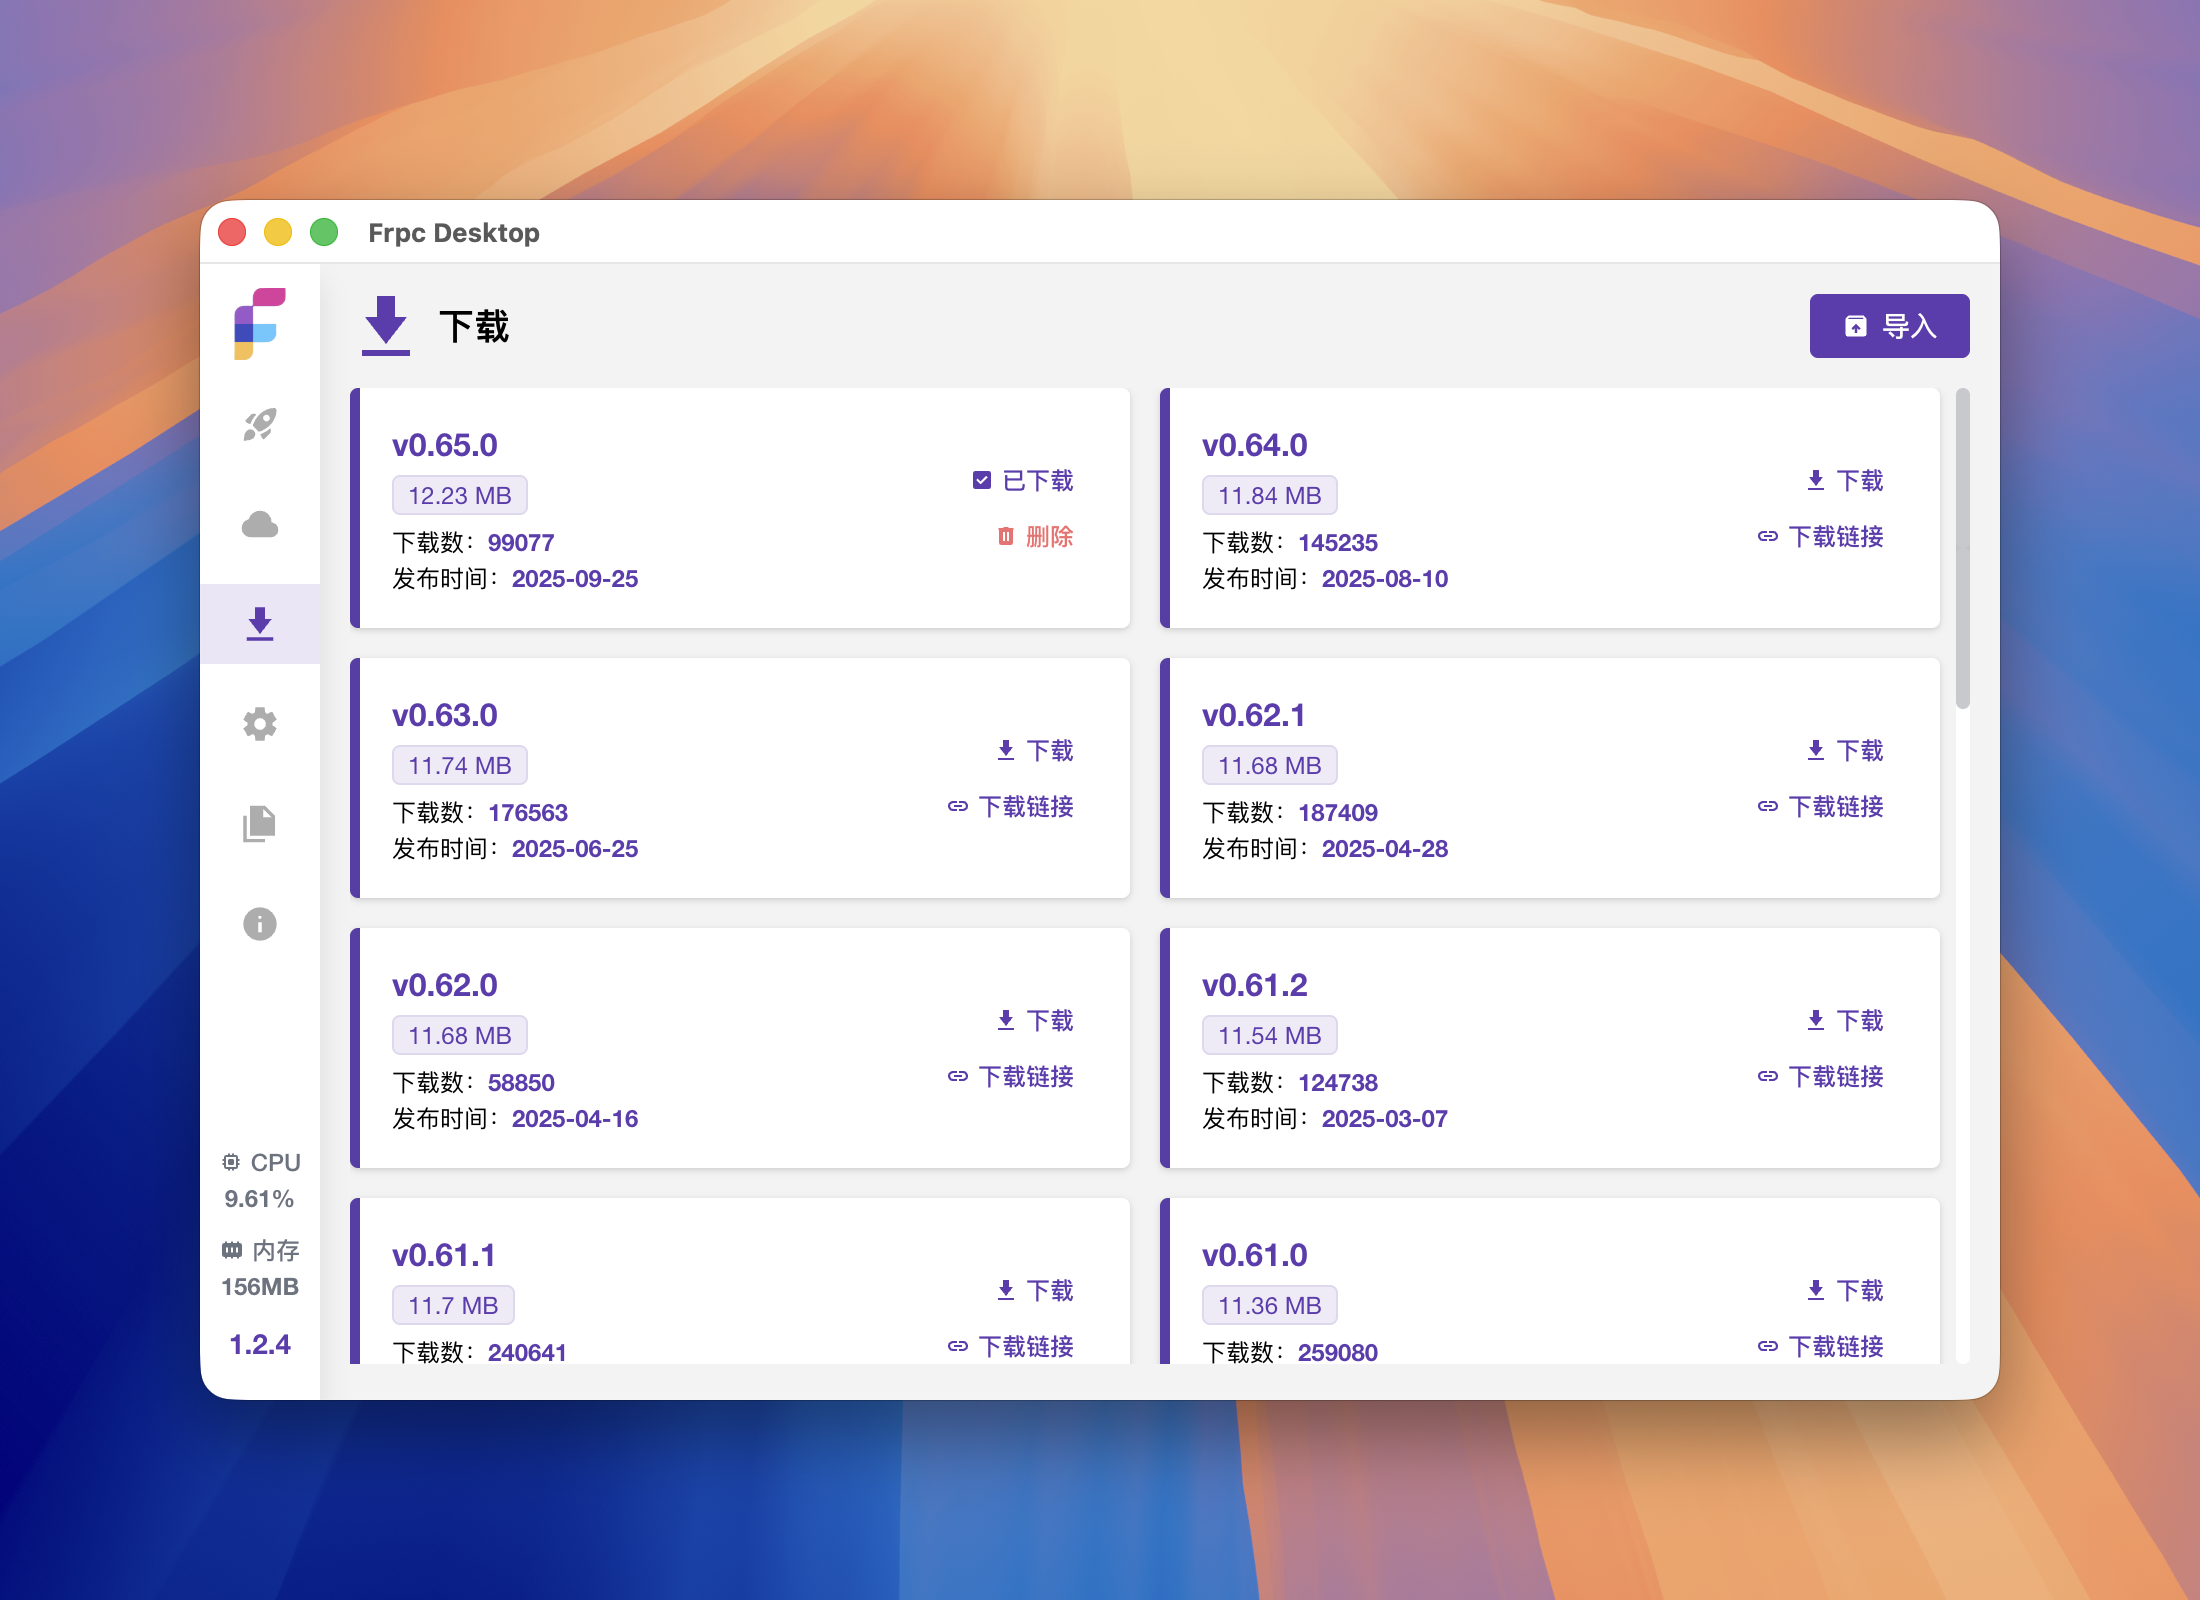 Frpc Desktop
下载
导入
v0.65.0
12.23 MB
下载数：99077
发布时间：2025-09-25
已下载
删除
v0.64.0
11.84 MB
下载数：145235
发布时间：2025-08-10
下载
下载链接
v0.63.0
11.74 MB
下载数：176563
发布时间：2025-06-25
下载
下载链接
v0.62.1
11.68 MB
下载数：187409
发布时间：2025-04-28
下载
下载链接
v0.62.0
11.68 MB
下载数：58850
发布时间：2025-04-16
下载
下载链接
v0.61.2
11.54 MB
下载数：124738
发布时间：2025-03-07
下载
下载链接
v0.61.1
11.7 MB
下载数：240641
下载
下载链接
v0.61.0
11.36 MB
下载数：259080
下载
下载链接
CPU
9.61%
内存
156MB
1.2.4